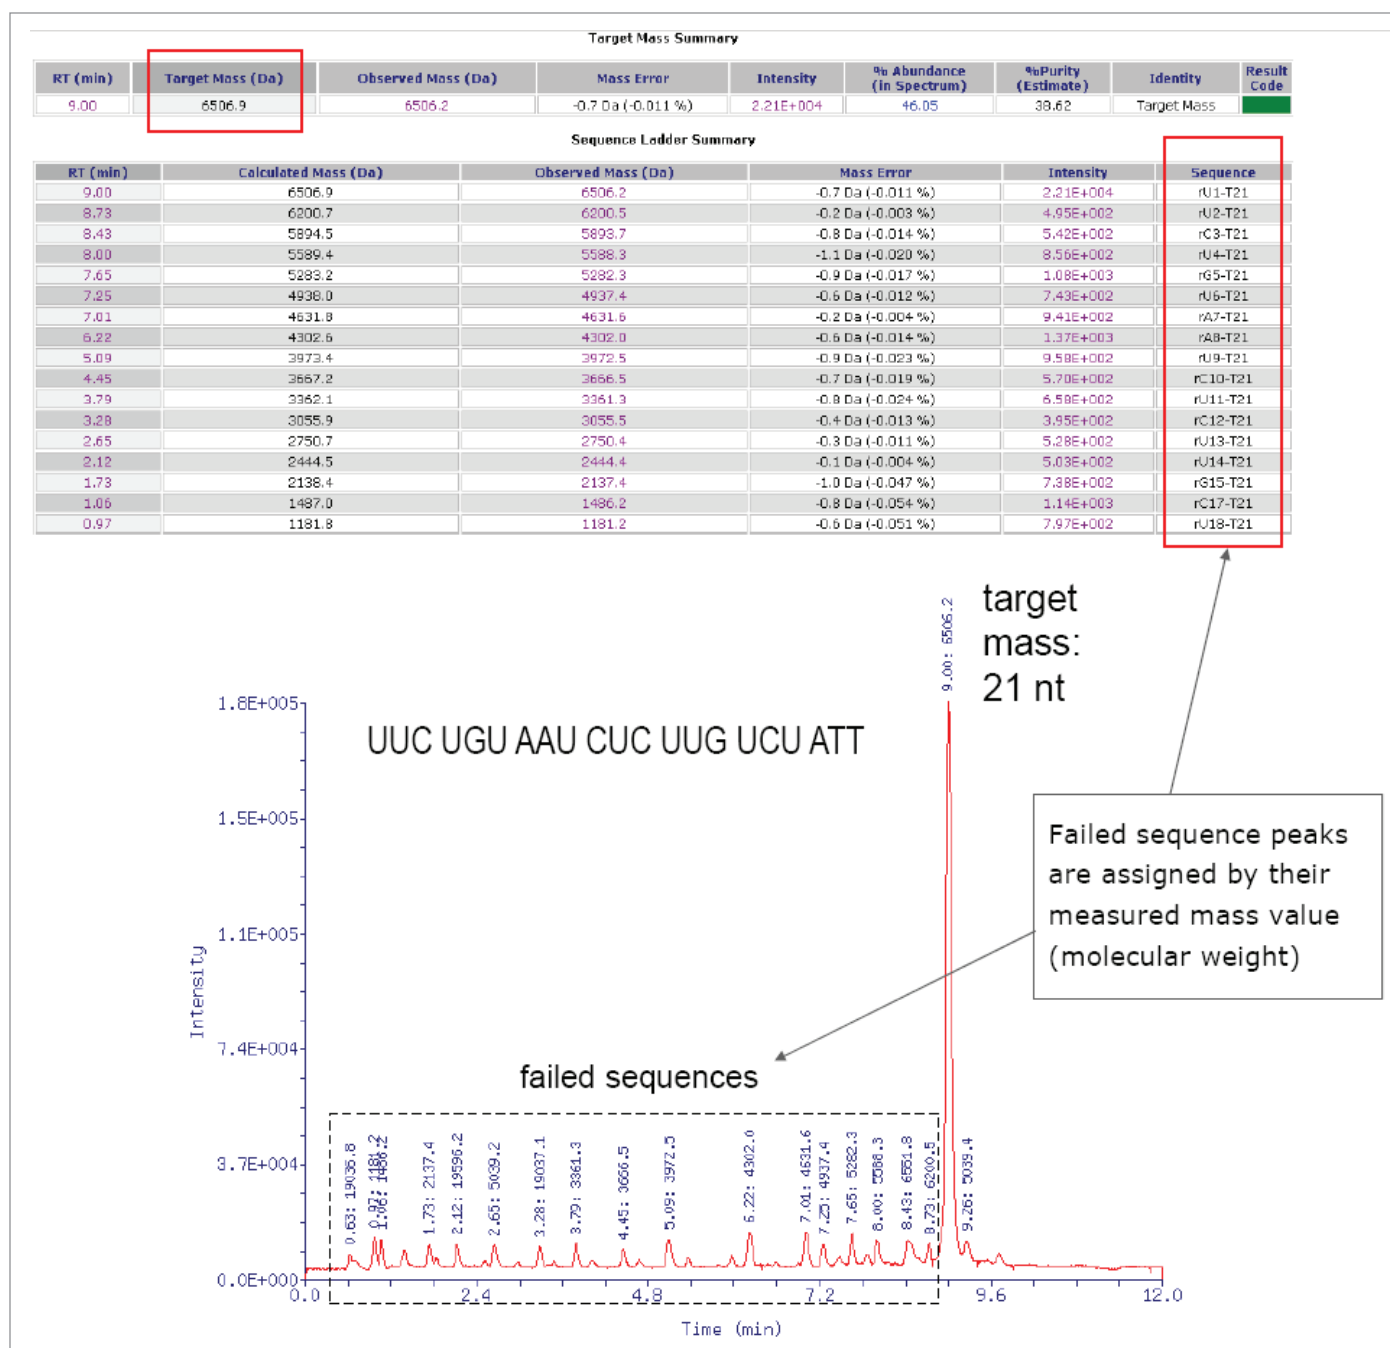 Target Mass Summary
RT (min) Target Mass (Da) Observed Mass (Da) Mass Error Intensity % Abundance (in Spectrum) %Purity (Estimate) Identity Result Code
9.00 6506.9 6506.2 -0.7 Da (-0.011 %) 2.21E+004 46.05 38.62 Target Mass
Sequence Ladder Summary
RT (min) Calculated Mass (Da) Observed Mass (Da) Mass Error Intensity Sequence
9.00 6506.9 6506.2 -0.7 Da (-0.011 %) 2.21E+004 rU1-T21
8.73 6200.7 6200.5 -0.2 Da (-0.003 %) 4.95E+002 rU2-T21
8.43 5894.5 5893.7 -0.8 Da (-0.014 %) 5.42E+002 rC3-T21
8.00 5589.4 5588.3 -1.1 Da (-0.020 %) 8.56E+002 rU4-T21
7.65 5283.2 5282.3 -0.9 Da (-0.017 %) 1.08E+003 rG5-T21
7.25 4938.0 4937.4 -0.6 Da (-0.012 %) 7.43E+002 rU6-T21
7.01 4631.8 4631.6 -0.2 Da (-0.004 %) 9.41E+002 rA7-T21
6.22 4302.6 4302.0 -0.6 Da (-0.014 %) 1.37E+003 rA8-T21
5.09 3973.4 3972.5 -0.9 Da (-0.023 %) 9.58E+002 rU9-T21
4.45 3667.2 3666.5 -0.7 Da (-0.019 %) 5.70E+002 rC10-T21
3.79 3362.1 3361.3 -0.8 Da (-0.024 %) 6.58E+002 rU11-T21
3.28 3055.9 3055.5 -0.4 Da (-0.013 %) 3.95E+002 rC12-T21
2.65 2750.7 2750.4 -0.3 Da (-0.011 %) 5.28E+002 rU13-T21
2.12 2444.5 2444.4 -0.1 Da (-0.004 %) 5.03E+002 rU14-T21
1.73 2138.4 2137.4 -1.0 Da (-0.047 %) 7.38E+002 rG15-T21
1.06 1487.0 1486.2 -0.8 Da (-0.054 %) 1.14E+003 rC17-T21
0.97 1181.8 1181.2 -0.6 Da (-0.051 %) 7.97E+002 rU18-T21
target
mass:
21 nt
9.00: 6506.2
UUC UGU AAU CUC UUG UCU ATT
Failed sequence peaks
are assigned by their
measured mass value
(molecular weight)
failed sequences
1.8E+005
1.5E+005
1.1E+005
7.4E+004
3.7E+004
0.0E+000
Intensity
0.63: 19036.8
0.97: 1181.2
1.06: 1486.2
1.73: 2137.4
2.12: 19596.2
2.65: 5039.2
3.28: 19037.1
3.79: 3361.3
4.45: 3666.5
5.09: 3972.5
6.22: 4302.0
7.01: 4631.6
7.25: 4937.4
7.65: 5282.3
8.00: 5588.3
8.43: 6551.8
8.73: 6200.5
9.26: 5039.4
0.0 2.4 4.8 7.2 9.6 12.0
Time (min)